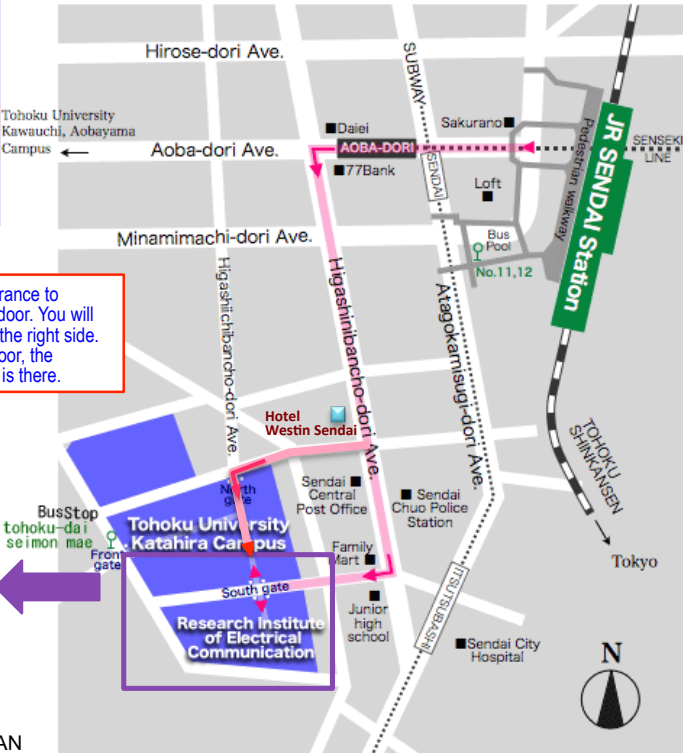 Hirose-dori Ave.
SUBWAY
Tohoku University
Kawauchi, Aobayama
Campus
Aoba-dori Ave.
■Daiei
AOBA-DORI
■77Bank
Sakurano■
SENDAI
Loft
■
Pedestrian walkway
JR SENDAI Station
SENSEKI
LINE
Minamimachi-dori Ave.
Bus
Pool
No.11,12
Higashiichibancho-dori Ave.
Higashinibancho-dori Ave.
Atagokamisugi-dori Ave.
rance to
door. You will
the right side.
oor, the
is there.
Hotel
Westin Sendai
TOHOKU
SHINKANSEN
Tokyo
North
gate
Sendai ■
Central
Post Office
■ Sendai
Chuo Police
Station
BusStop
tohoku-dai
seimon mae
Front
gate
Tohoku University
Katahira Campus
Family
Mart ■
South gate
Research Institute
of Electrical
Communication
■
Junior
high
school
ITSUTSUBASHI
■Sendai City
Hospital
N
AN